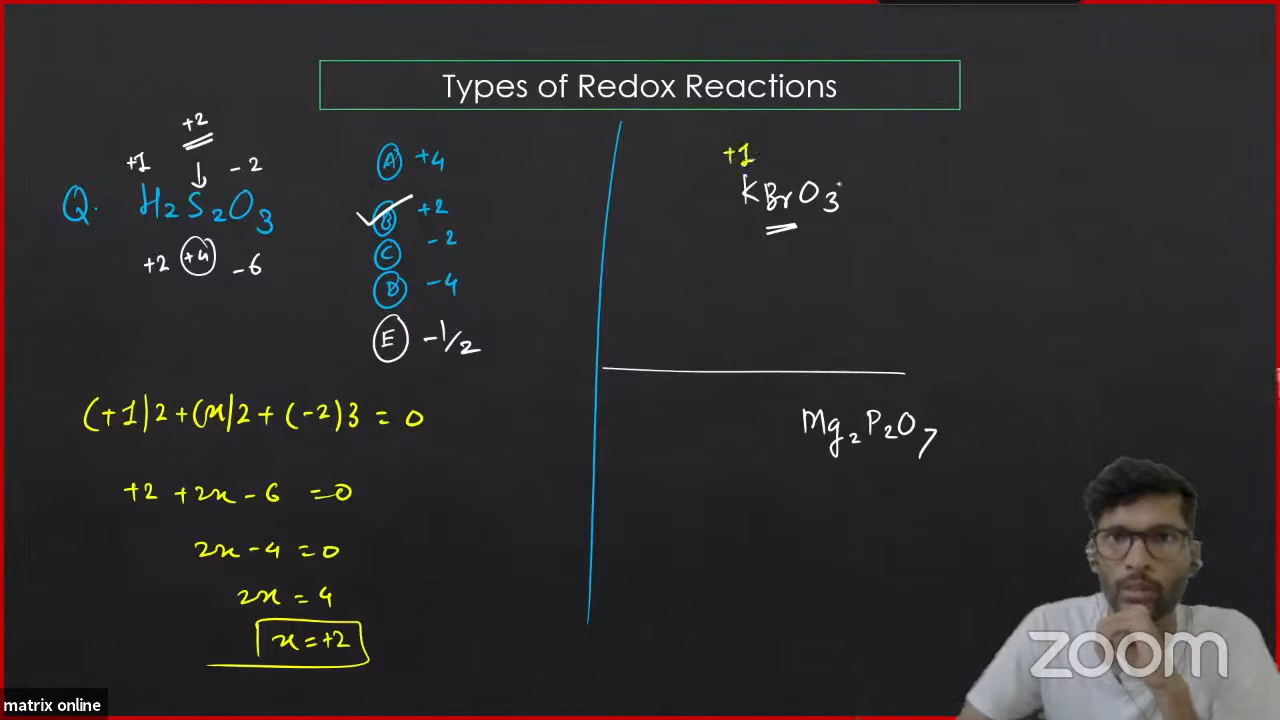 Types of Redox Reactions
+2
+1 -2
Q. H2S2O3
+2 +4 -6
A +4
B +2
C -2
D -4
E -1/2
(+1)2+(x)2+(-2)3 = 0
+2 +2x - 6 = 0
2x - 4 = 0
2x = 4
x = +2
+1
KBrO3
Mg2P2O7
zoom
matrix online